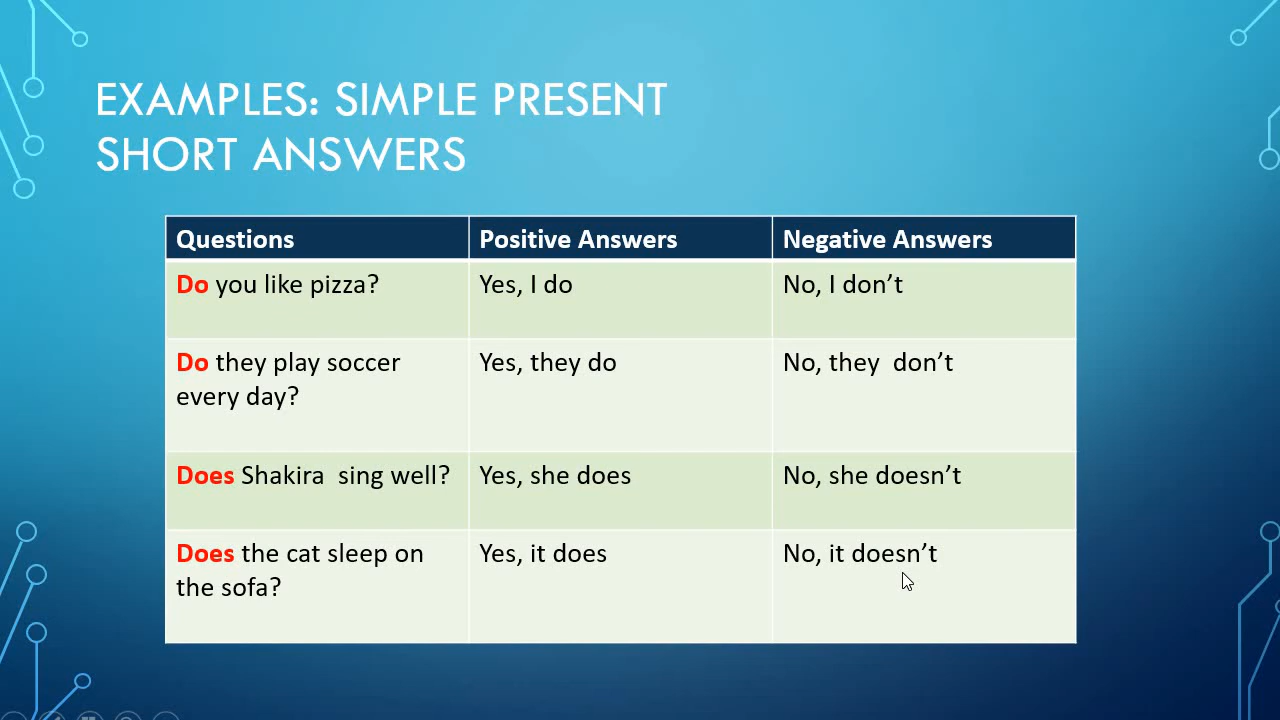 EXAMPLES: SIMPLE PRESENT
SHORT ANSWERS
Questions Positive Answers Negative Answers
Do you like pizza? Yes, I do No, I don’t
Do they play soccer Yes, they do No, they  don’t
every day?
Does Shakira  sing well? Yes, she does No, she doesn’t
Does the cat sleep on Yes, it does No, it doesn’t
the sofa?